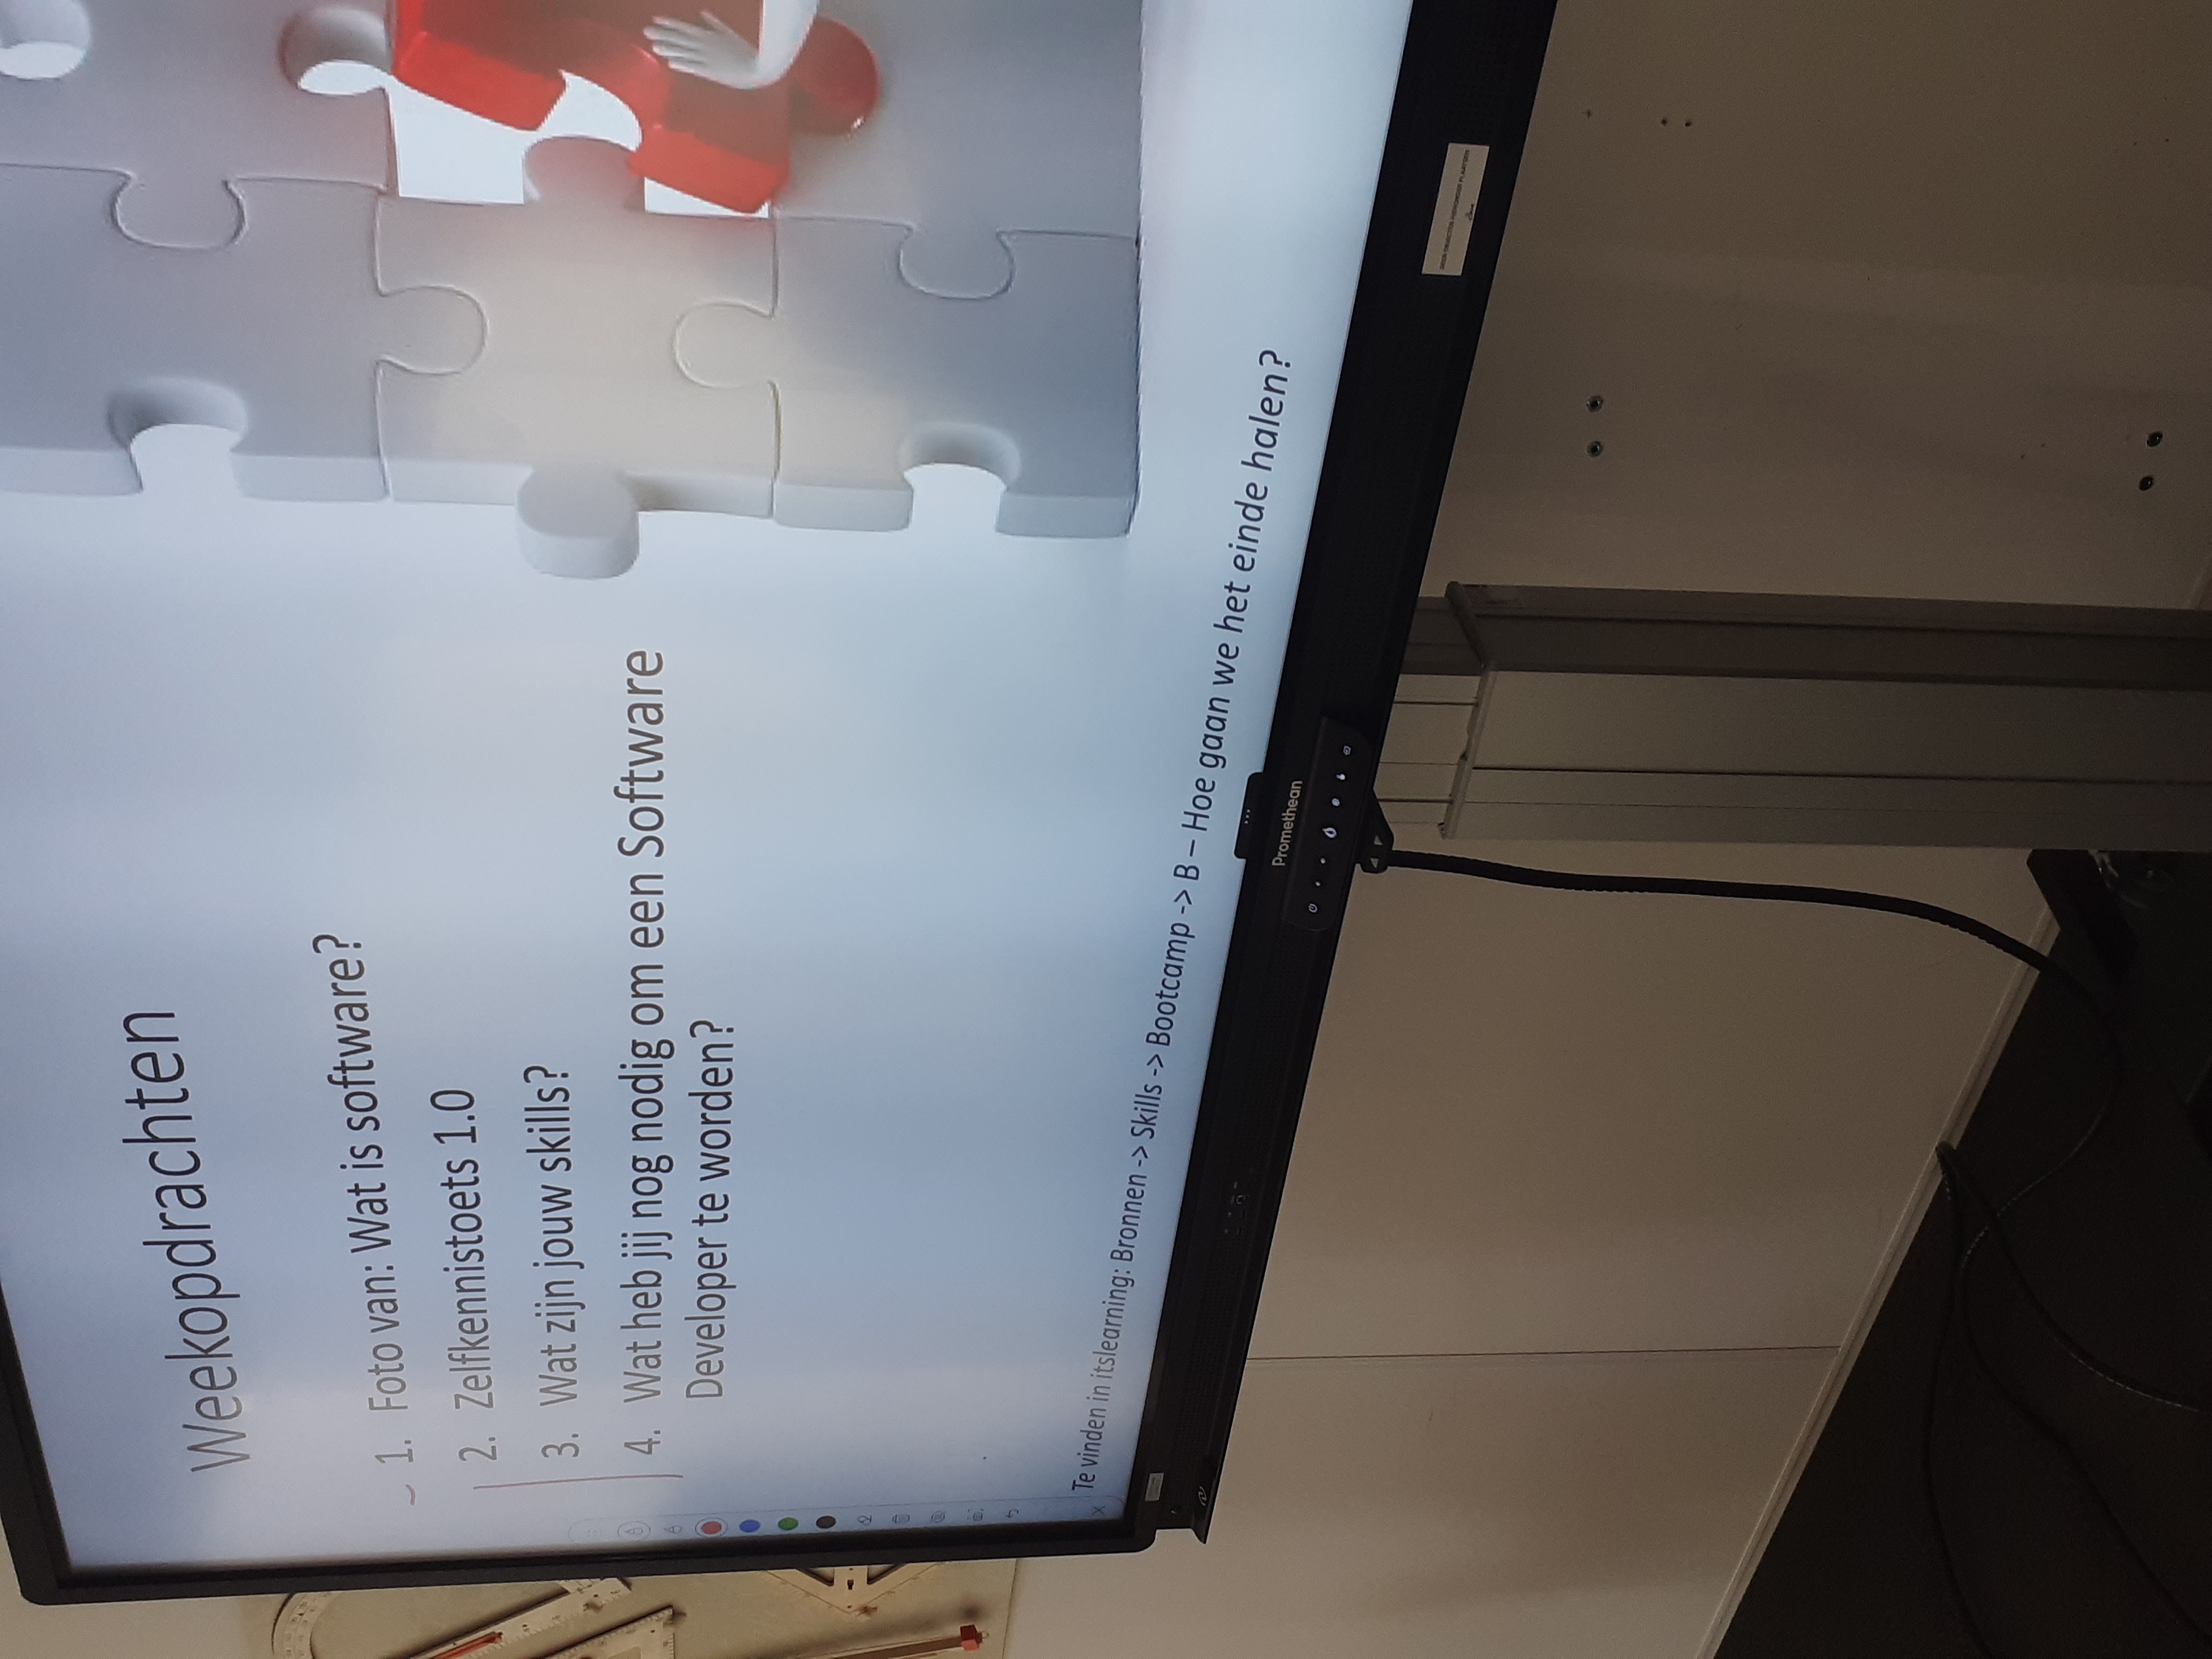 Weekopdrachten
1. Foto van: Wat is software?
2. Zelfkennistoets 1.0
3. Wat zijn jouw skills?
4. Wat heb jij nog nodig om een Software
Developer te worden?
Te vinden in itslearning: Bronnen -> Skills -> Bootcamp -> B – Hoe gaan we het einde halen?
Promethean